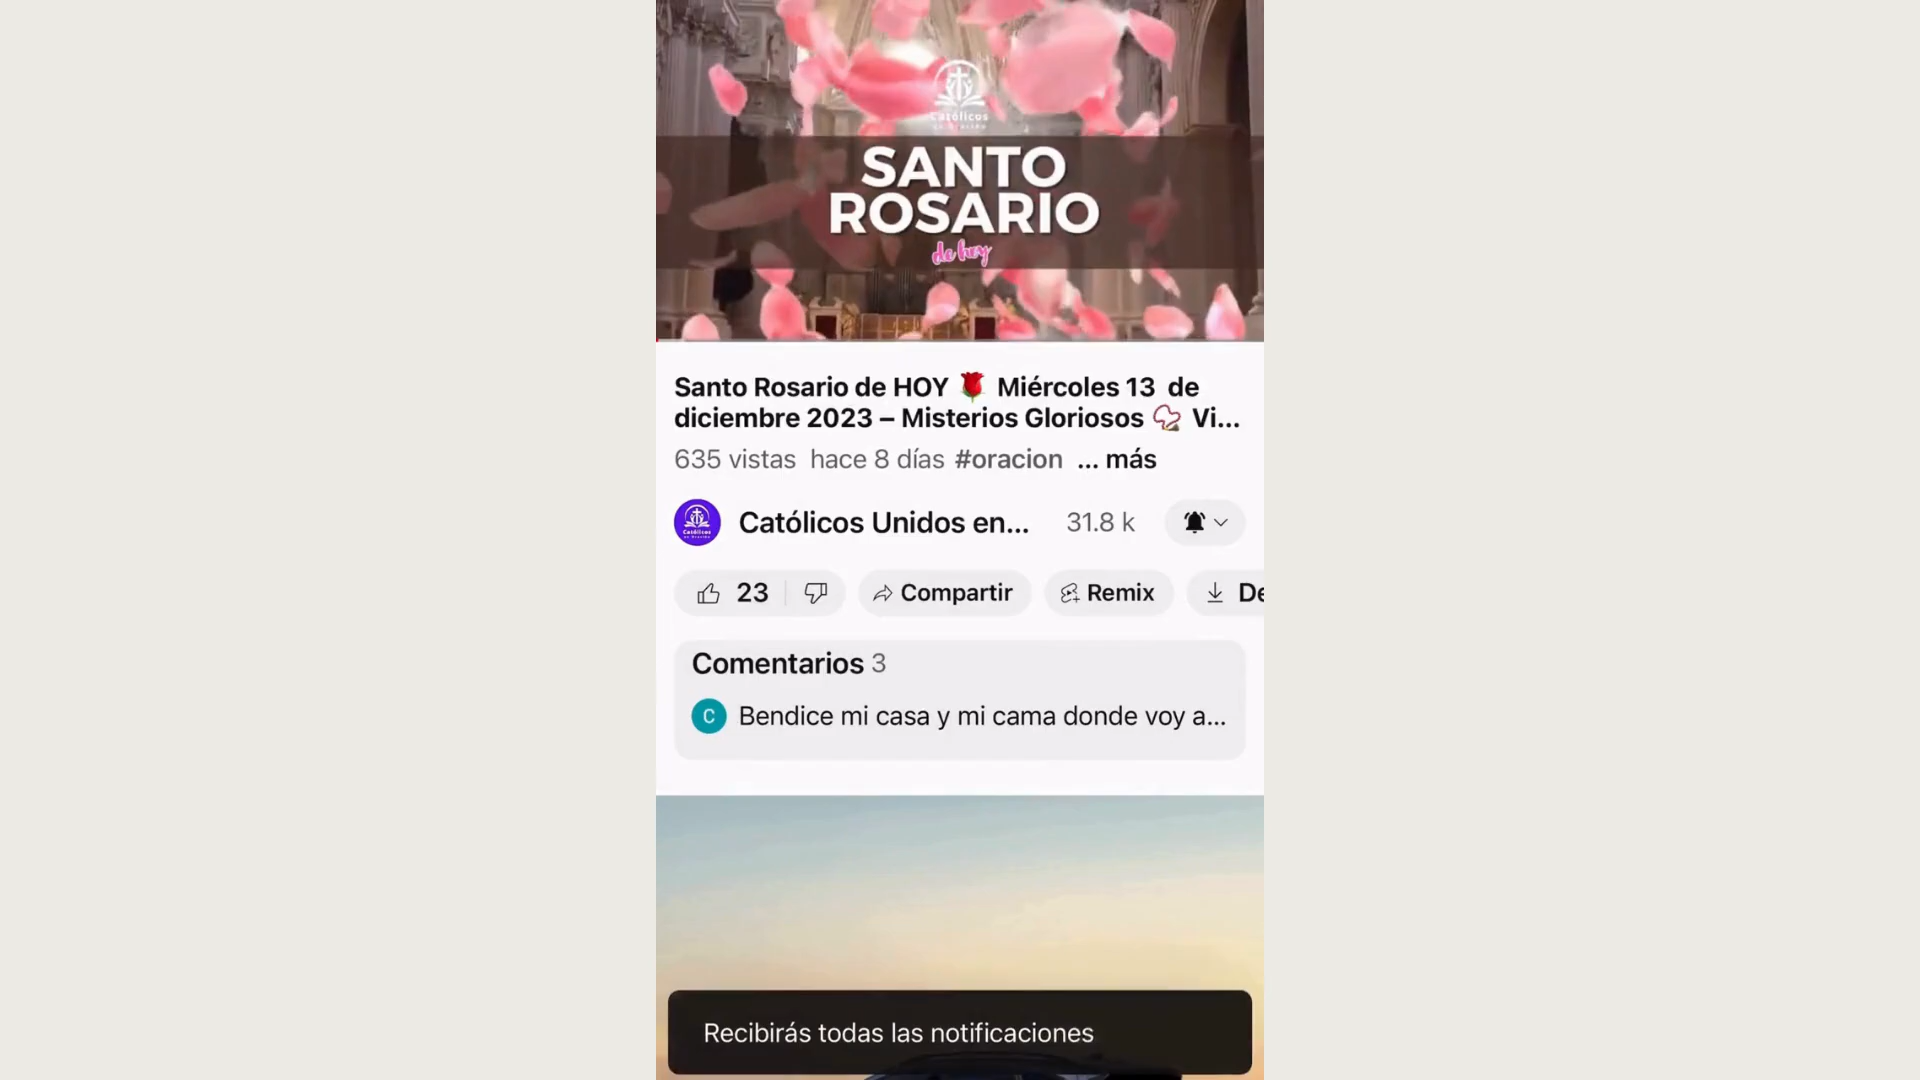 Católicos
SANTO
ROSARIO
de hoy
Santo Rosario de HOY 🌹 Miércoles 13 de
diciembre 2023 – Misterios Gloriosos 📿 Vi...
635 vistas hace 8 días #oracion ... más
Católicos Unidos en... 31.8 k
23 Compartir Remix De
Comentarios 3
C Bendice mi casa y mi cama donde voy a...
Recibirás todas las notificaciones